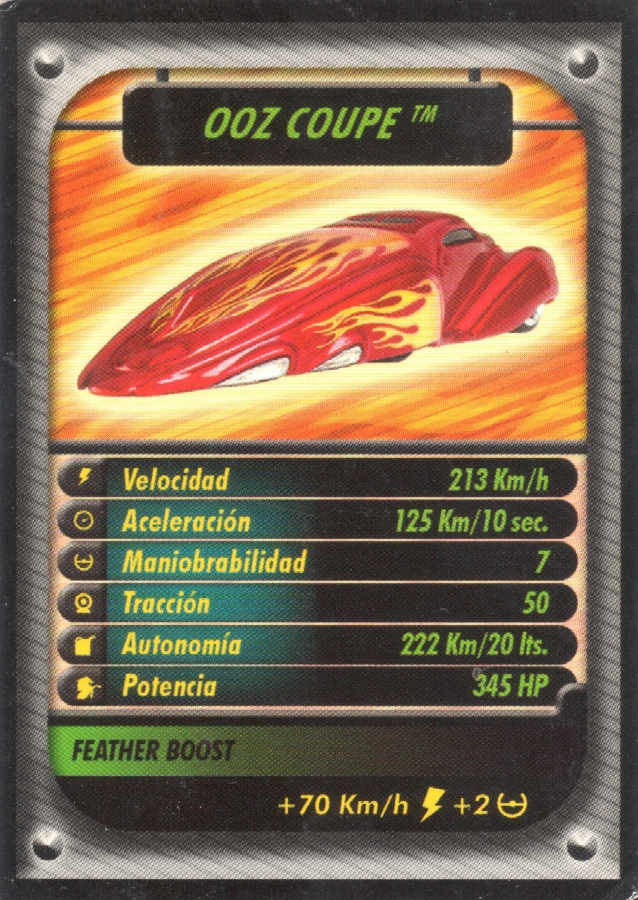 OOZ COUPE ™
Velocidad 213 Km/h
Aceleración 125 Km/10 sec.
Maniobrabilidad 7
Tracción 50
Autonomía 222 Km/20 lts.
Potencia 345 HP
FEATHER BOOST
+70 Km/h +2